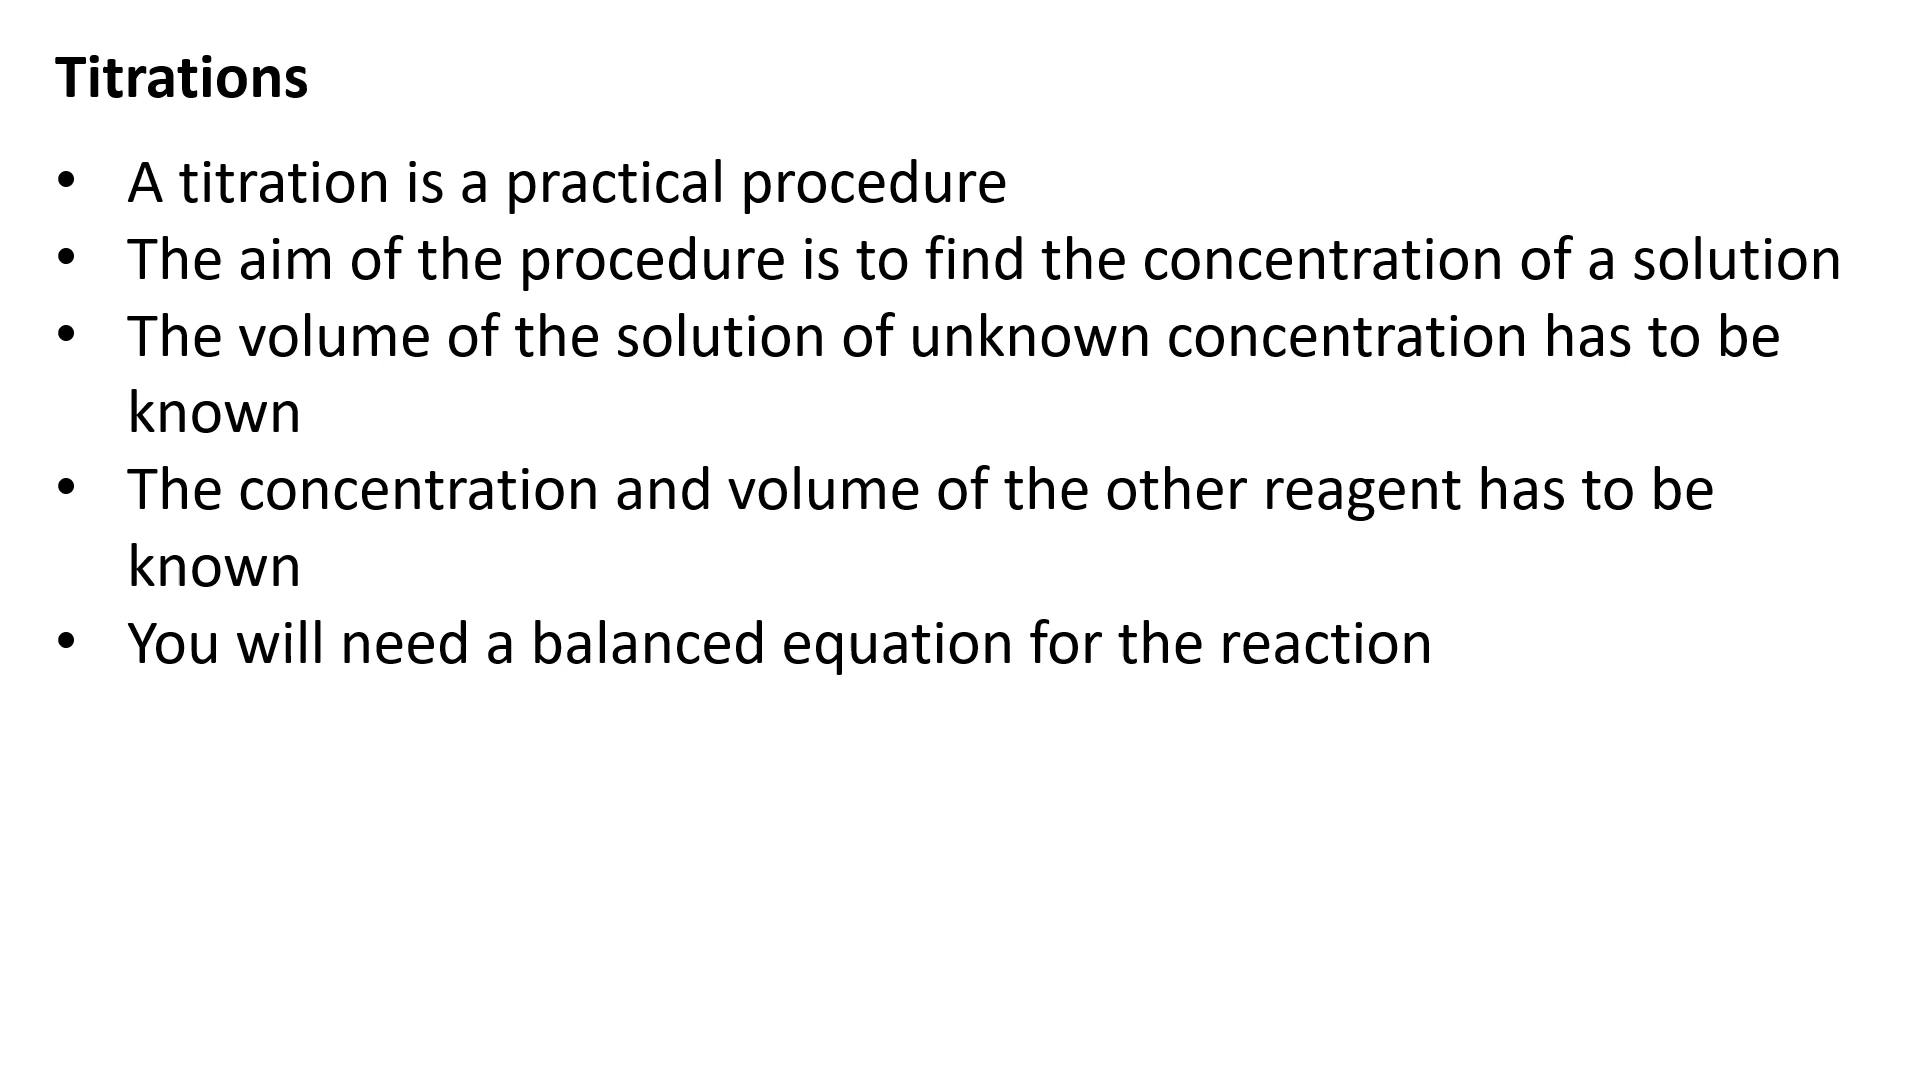 Titrations
• A titration is a practical procedure
• The aim of the procedure is to find the concentration of a solution
• The volume of the solution of unknown concentration has to be
known
• The concentration and volume of the other reagent has to be
known
• You will need a balanced equation for the reaction